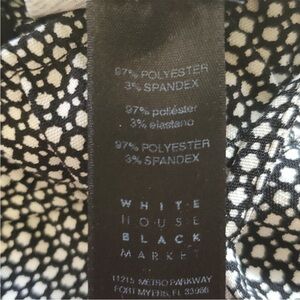 97% POLYESTER
3% SPANDEX
97% poliéster
3% elastano
97% POLYESTER
3% SPANDEX
WHITE
HOUSE
BLACK
MARKET
11215 METRO PARKWAY
FORT MYERS, FL 33966